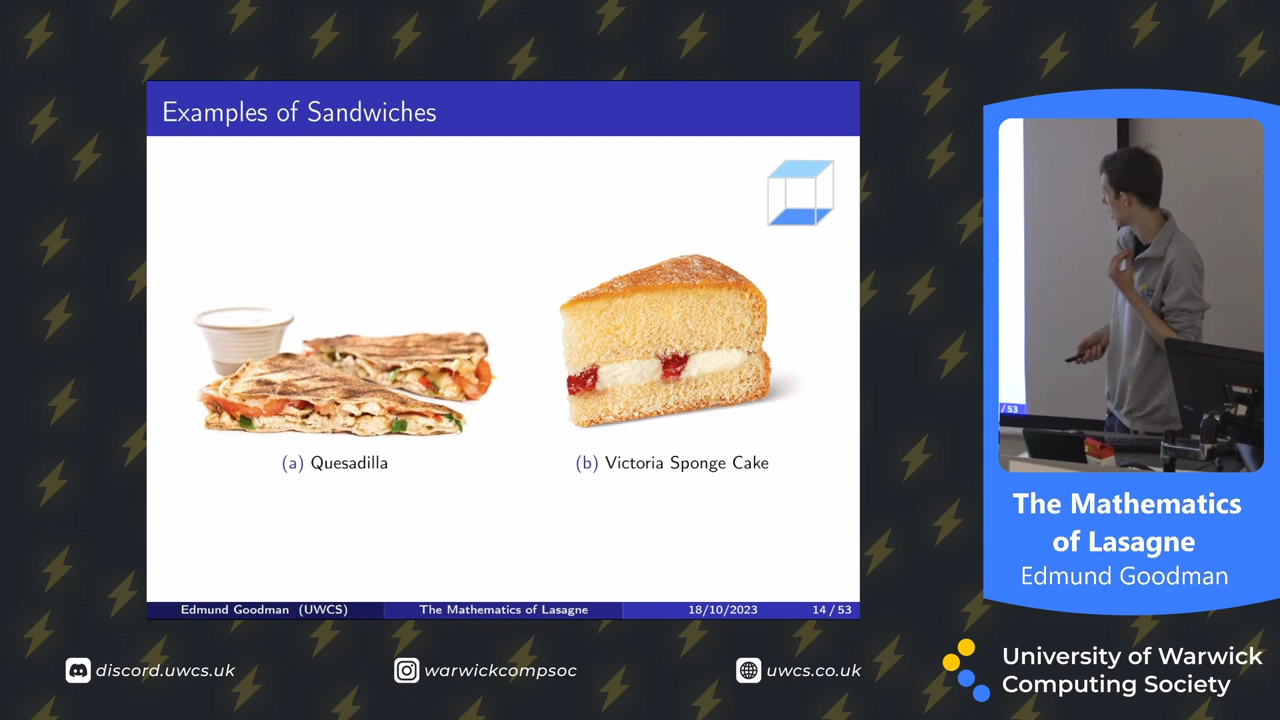 Examples of Sandwiches
(a) Quesadilla
(b) Victoria Sponge Cake
Edmund Goodman (UWCS)
The Mathematics of Lasagne
18/10/2023
14 / 53
/ 53
The Mathematics
of Lasagne
Edmund Goodman
discord.uwcs.uk
warwickcompsoc
uwcs.co.uk
University of Warwick
Computing Society